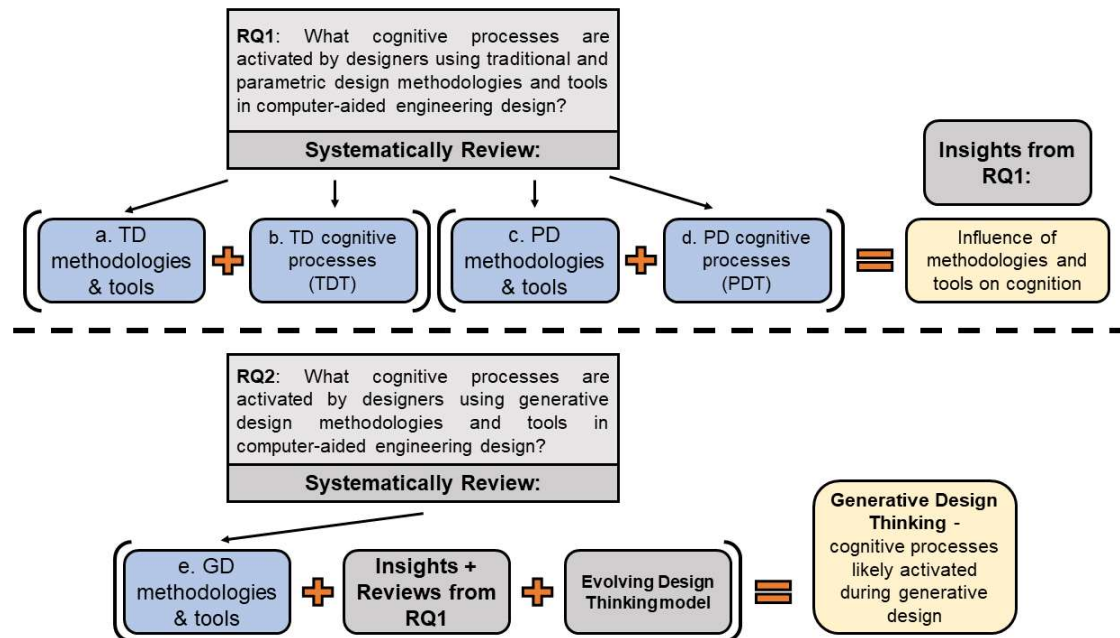 RQ1: What cognitive processes are
activated by designers using traditional and
parametric design methodologies and tools
in computer-aided engineering design?
Systematically Review:
Insights from
RQ1:
a. TD
methodologies
& tools
+
b. TD cognitive
processes
(TDT)
c. PD
methodologies
& tools
+
d. PD cognitive
processes
(PDT)
=
Influence of
methodologies and
tools on cognition
RQ2: What cognitive processes are
activated by designers using generative
design methodologies and tools in
computer-aided engineering design?
Systematically Review:
e. GD
methodologies
& tools
+
Insights +
Reviews from
RQ1
+
Evolving Design
Thinking model
=
Generative Design
Thinking -
cognitive processes
likely activated
during generative
design